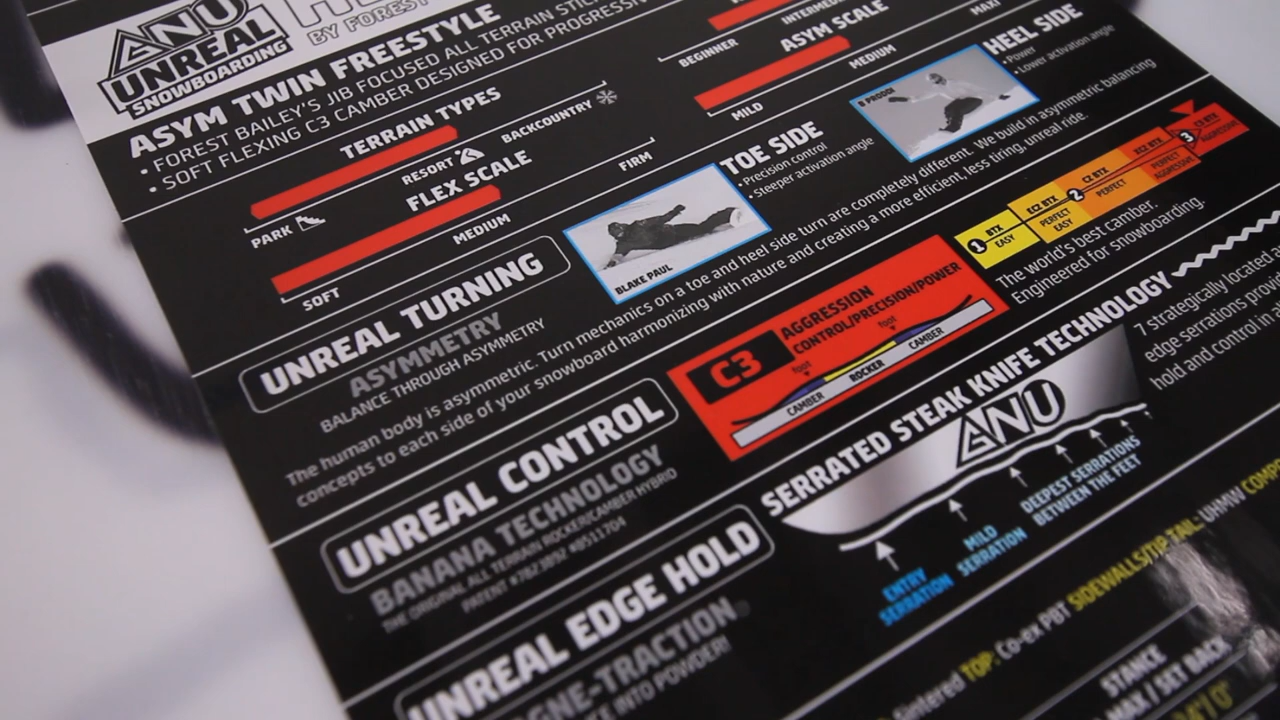 GNU
UNREAL
SNOWBOARDING
BY FOREST
ASYM TWIN FREESTYLE
• FOREST BAILEY'S JIB FOCUSED ALL TERRAIN
• SOFT FLEXING C3 CAMBER DESIGNED FOR
TERRAIN TYPES
PARK
RESORT
BACKCOUNTRY
FLEX SCALE
SOFT
MEDIUM
FIRM
BEGINNER
ASYM SCALE
MILD
MEDIUM
MAXI
UNREAL TURNING
ASYMMETRY
BALANCE THROUGH ASYMMETRY
BLAKE PAUL
TOE SIDE
• Precision control
• Steeper activation angle
HEEL SIDE
• Power
• Lower activation angle
The human body is asymmetric. Turn mechanics on a toe and heel side turn are completely different. We build in asymmetric balancing
concepts to each side of your snowboard harmonizing with nature and creating a more efficient, less tiring, unreal ride.
UNREAL CONTROL
BANANA TECHNOLOGY
THE ORIGINAL ALL TERRAIN ROCKER/CAMBER HYBRID
PATENT #7823892 #8511704
C3
AGGRESSION
CONTROL/PRECISION/POWER
foot
foot
CAMBER
ROCKER
CAMBER
1
BTX
EASY
EC2 BTX
PERFECT
EASY
2
C2 BTX
PERFECT
PERFECT
AGGRESSIVE
3
C3 BTX
AGGRESSIVE
The world's best camber.
Engineered for snowboarding.
UNREAL EDGE HOLD
GNE-TRACTION
INTO POWDER!
SERRATED STEAK KNIFE TECHNOLOGY
GNU
ENTRY
SERRATION
MILD
SERRATION
DEEPEST SERRATIONS
BETWEEN THE FEET
7 strategically located
edge serrations
hold and control in
sintered TOP: Co-ex PBT SIDEWALLS/TIP TAIL: UHMW
STANCE
MAX / SET BACK